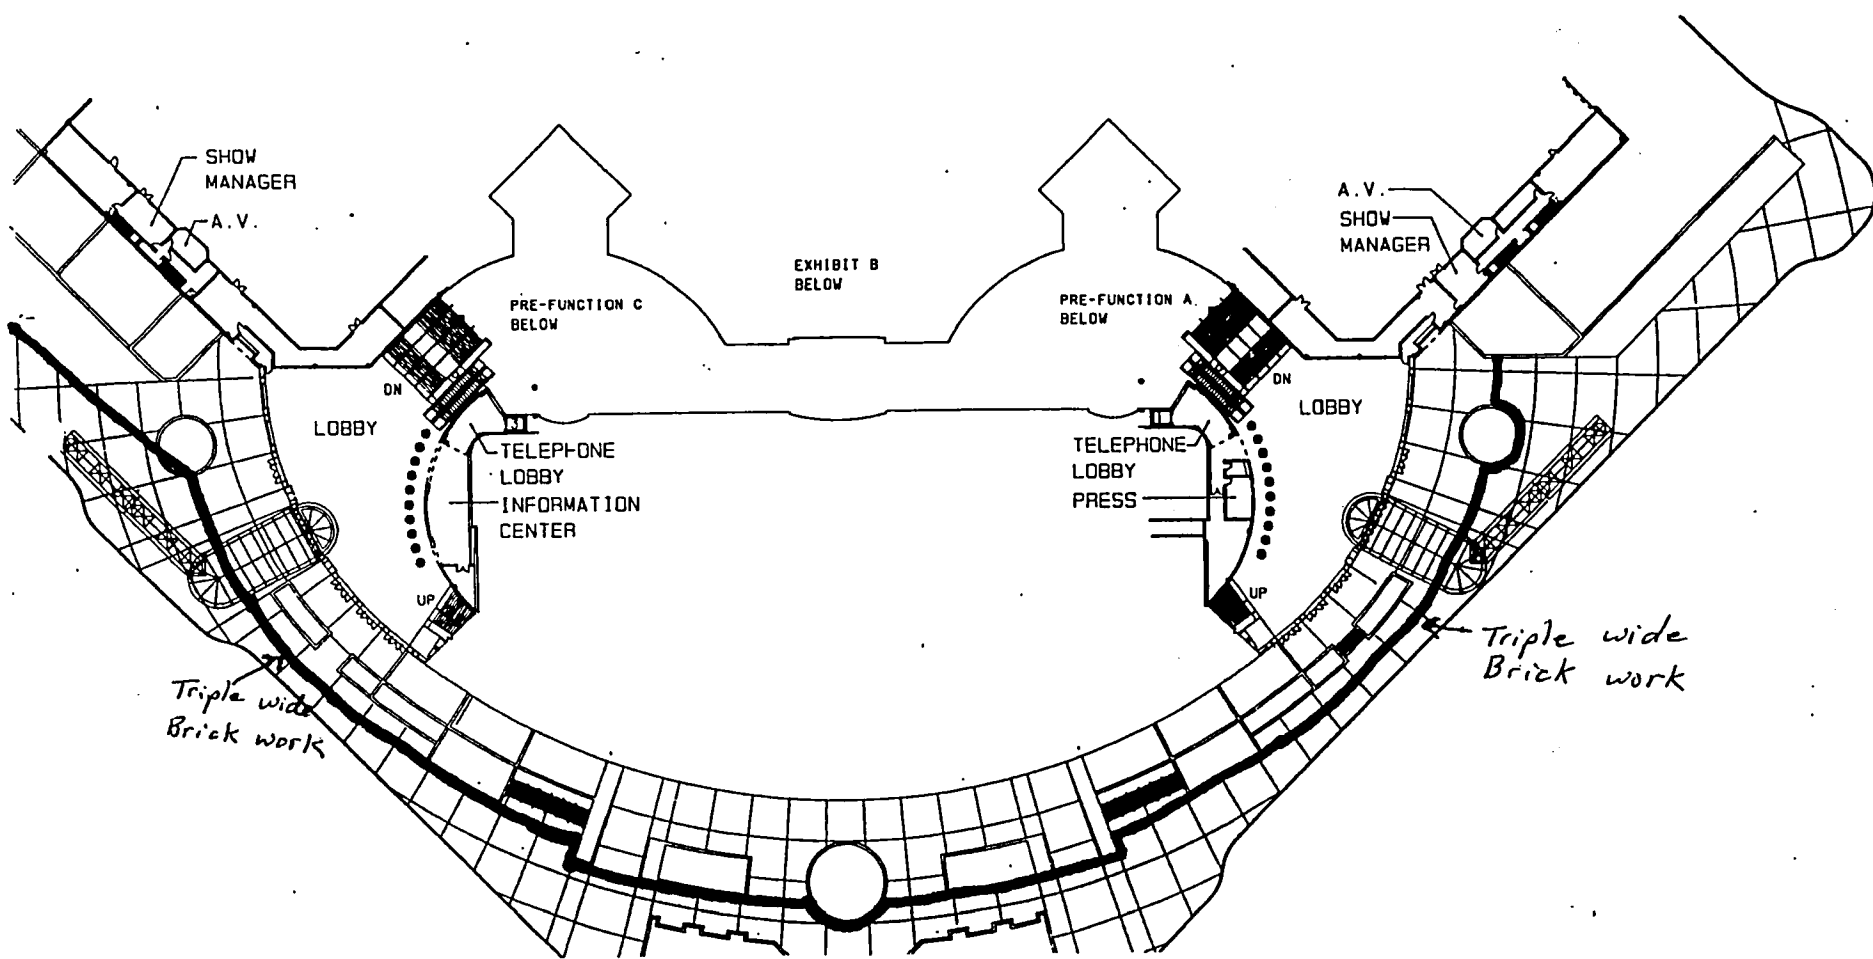 SHOW
MANAGER
A.V.
A.V.
SHOW
MANAGER
EXHIBIT B
BELOW
PRE-FUNCTION C
BELOW
PRE-FUNCTION A
BELOW
DN
DN
LOBBY
LOBBY
TELEPHONE
LOBBY
INFORMATION
CENTER
TELEPHONE
LOBBY
PRESS
UP
UP
Triple wide
Brick work
Triple wide
Brick work